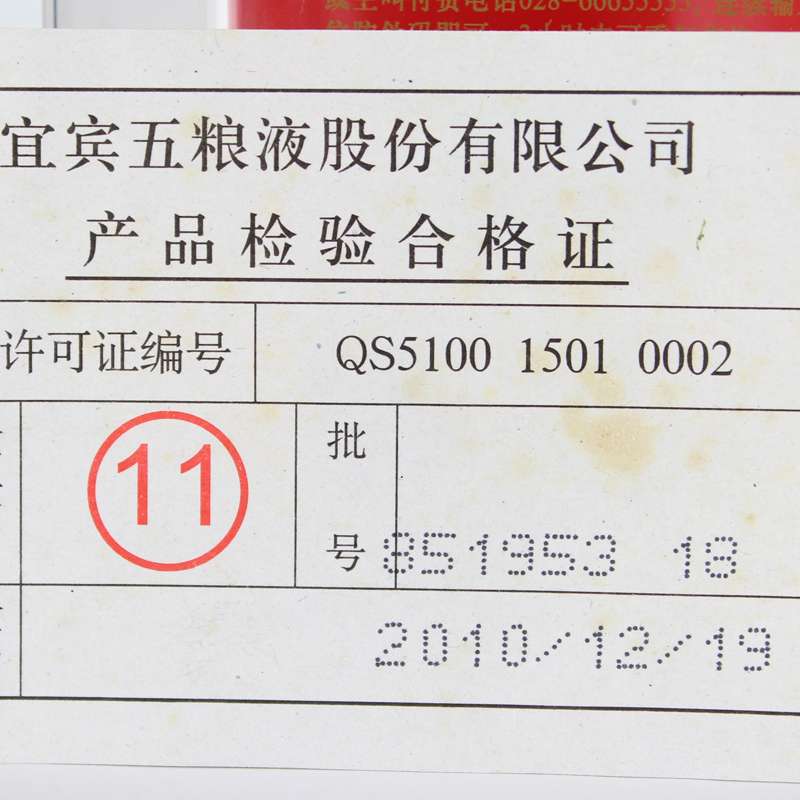 宜宾五粮液股份有限公司
产品检验合格证
许可证编号 QS5100 1501 0002
11 批号 851953 18
2010/12/19